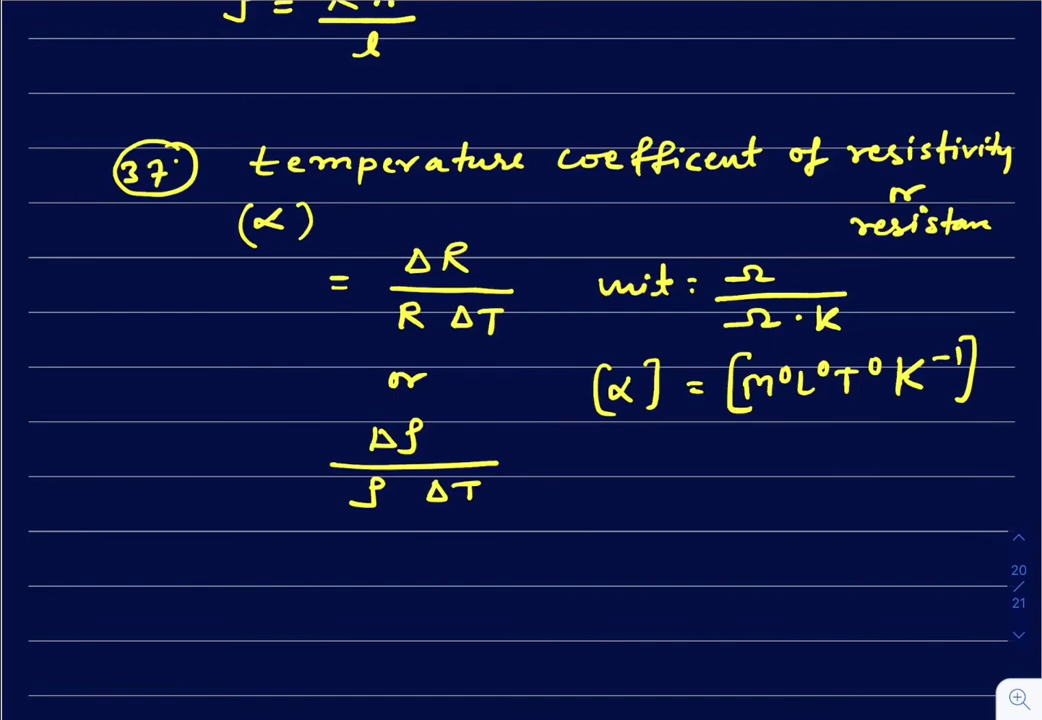 ρ = R A
l
37. temperature coefficent of resistivity
or
(α) resistan
= ΔR / R ΔT unit: Ω / Ω · K
or [α] = [M⁰L⁰T⁰K⁻¹]
Δρ / ρ ΔT
20
/
21